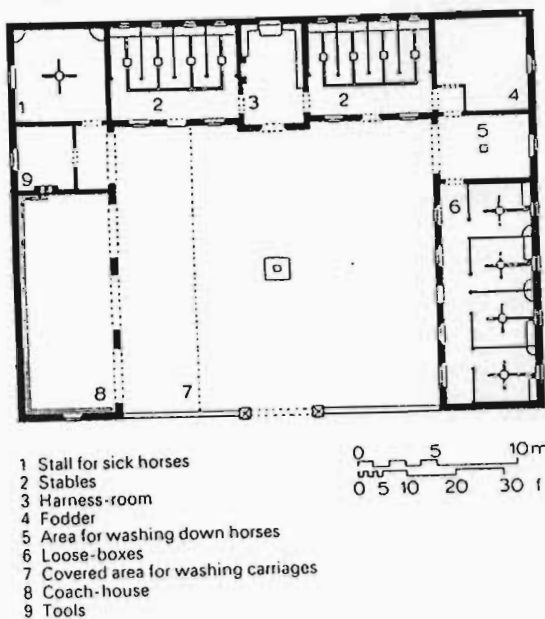 1 2 3 2 4
5
9 6
8 7
1 Stall for sick horses
2 Stables
3 Harness-room
4 Fodder
5 Area for washing down horses
6 Loose-boxes
7 Covered area for washing carriages
8 Coach-house
9 Tools
0 5 10 m
0 5 10 20 30 f